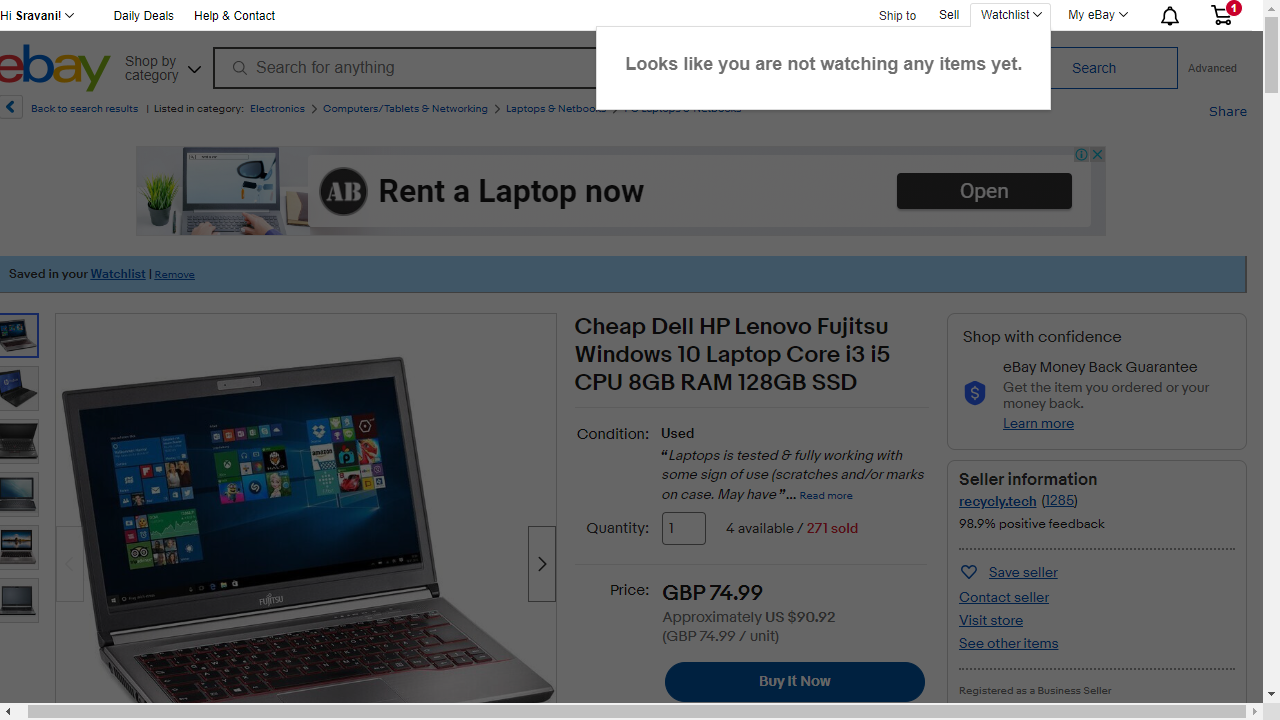 Hi Sravani! Daily Deals Help & Contact Ship to Sell Watchlist My eBay 1
Looks like you are not watching any items yet.
ebay Shop by category Search for anything Search Advanced
Back to search results | Listed in category: Electronics Computers/Tablets & Networking Laptops & Netbooks
Share
AB Rent a Laptop now Open
Saved in your Watchlist | Remove
Cheap Dell HP Lenovo Fujitsu
Windows 10 Laptop Core i3 i5
CPU 8GB RAM 128GB SSD
Condition: Used
“Laptops is tested & fully working with
some sign of use (scratches and/or marks
on case. May have” ... Read more
Quantity: 1 4 available / 271 sold
Price: GBP 74.99
Approximately US $90.92
(GBP 74.99 / unit)
Buy It Now
FUJITSU
Shop with confidence
eBay Money Back Guarantee
Get the item you ordered or your
money back.
Learn more
Seller information
recycly.tech (1285)
98.9% positive feedback
Save seller
Contact seller
Visit store
See other items
Registered as a Business Seller